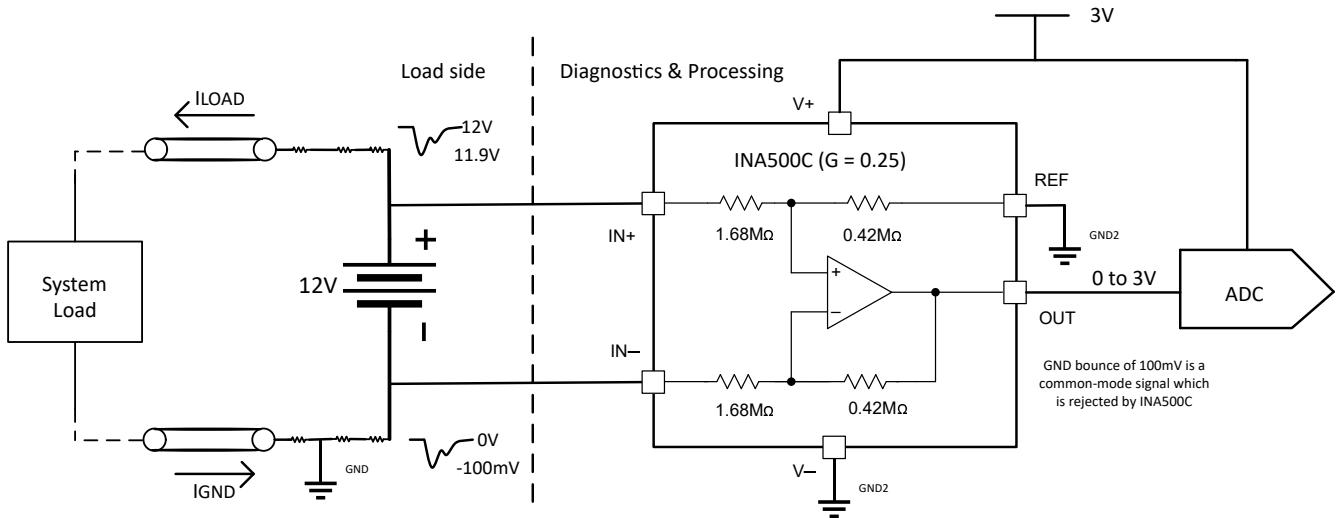 3V
Load side
Diagnostics & Processing
ILOAD
V+
12V
11.9V
INA500C (G = 0.25)
REF
IN+
1.68MΩ
0.42MΩ
GND2
+
12V
System
Load
+
–
0 to 3V
ADC
OUT
IN–
1.68MΩ
0.42MΩ
GND bounce of 100mV is a
common-mode signal which
is rejected by INA500C
0V
-100mV
GND
IGND
V–
GND2